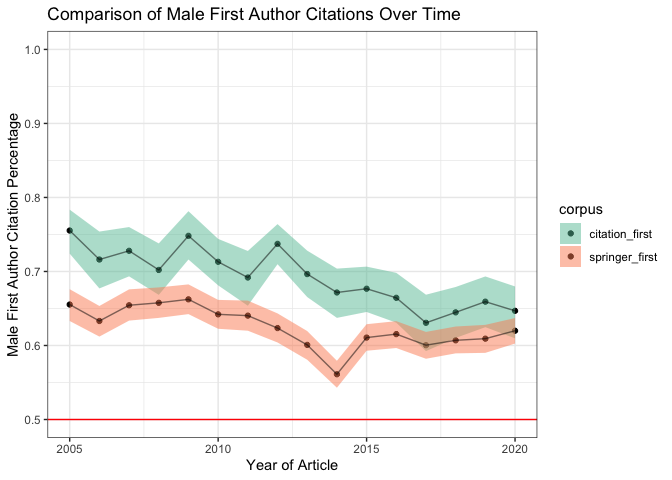 Comparison of Male First Author Citations Over Time
1.0
0.9
0.8
0.7
0.6
0.5
Male First Author Citation Percentage
2005
2010
2015
2020
Year of Article
corpus
citation_first
springer_first